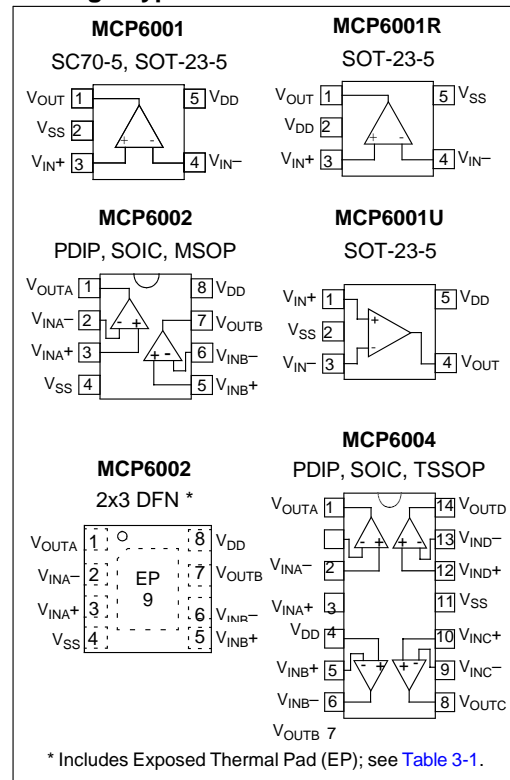 MCP6001
SC70-5, SOT-23-5
VOUT 1
5 VDD
VSS 2
+ -
VIN+ 3
4 VIN–
MCP6001R
SOT-23-5
VOUT 1
5 VSS
VDD 2
+ -
VIN+ 3
4 VIN–
MCP6002
PDIP, SOIC, MSOP
VOUTA 1
8 VDD
VINA– 2
- +
7 VOUTB
VINA+ 3
+ -
6 VINB–
VSS 4
5 VINB+
MCP6001U
SOT-23-5
VIN+ 1
5 VDD
+
VSS 2
-
VIN– 3
4 VOUT
MCP6002
2x3 DFN *
VOUTA 1
8 VDD
VINA– 2
EP
7 VOUTB
VINA+ 3
9
6 VINB–
VSS 4
5 VINB+
MCP6004
PDIP, SOIC, TSSOP
VOUTA 1
14 VOUTD
- + + -
13 VIND–
VINA– 2
12 VIND+
VINA+ 3
11 VSS
VDD 4
10 VINC+
VINB+ 5
- + + -
9 VINC–
VINB– 6
8 VOUTC
VOUTB 7
* Includes Exposed Thermal Pad (EP); see Table 3-1.